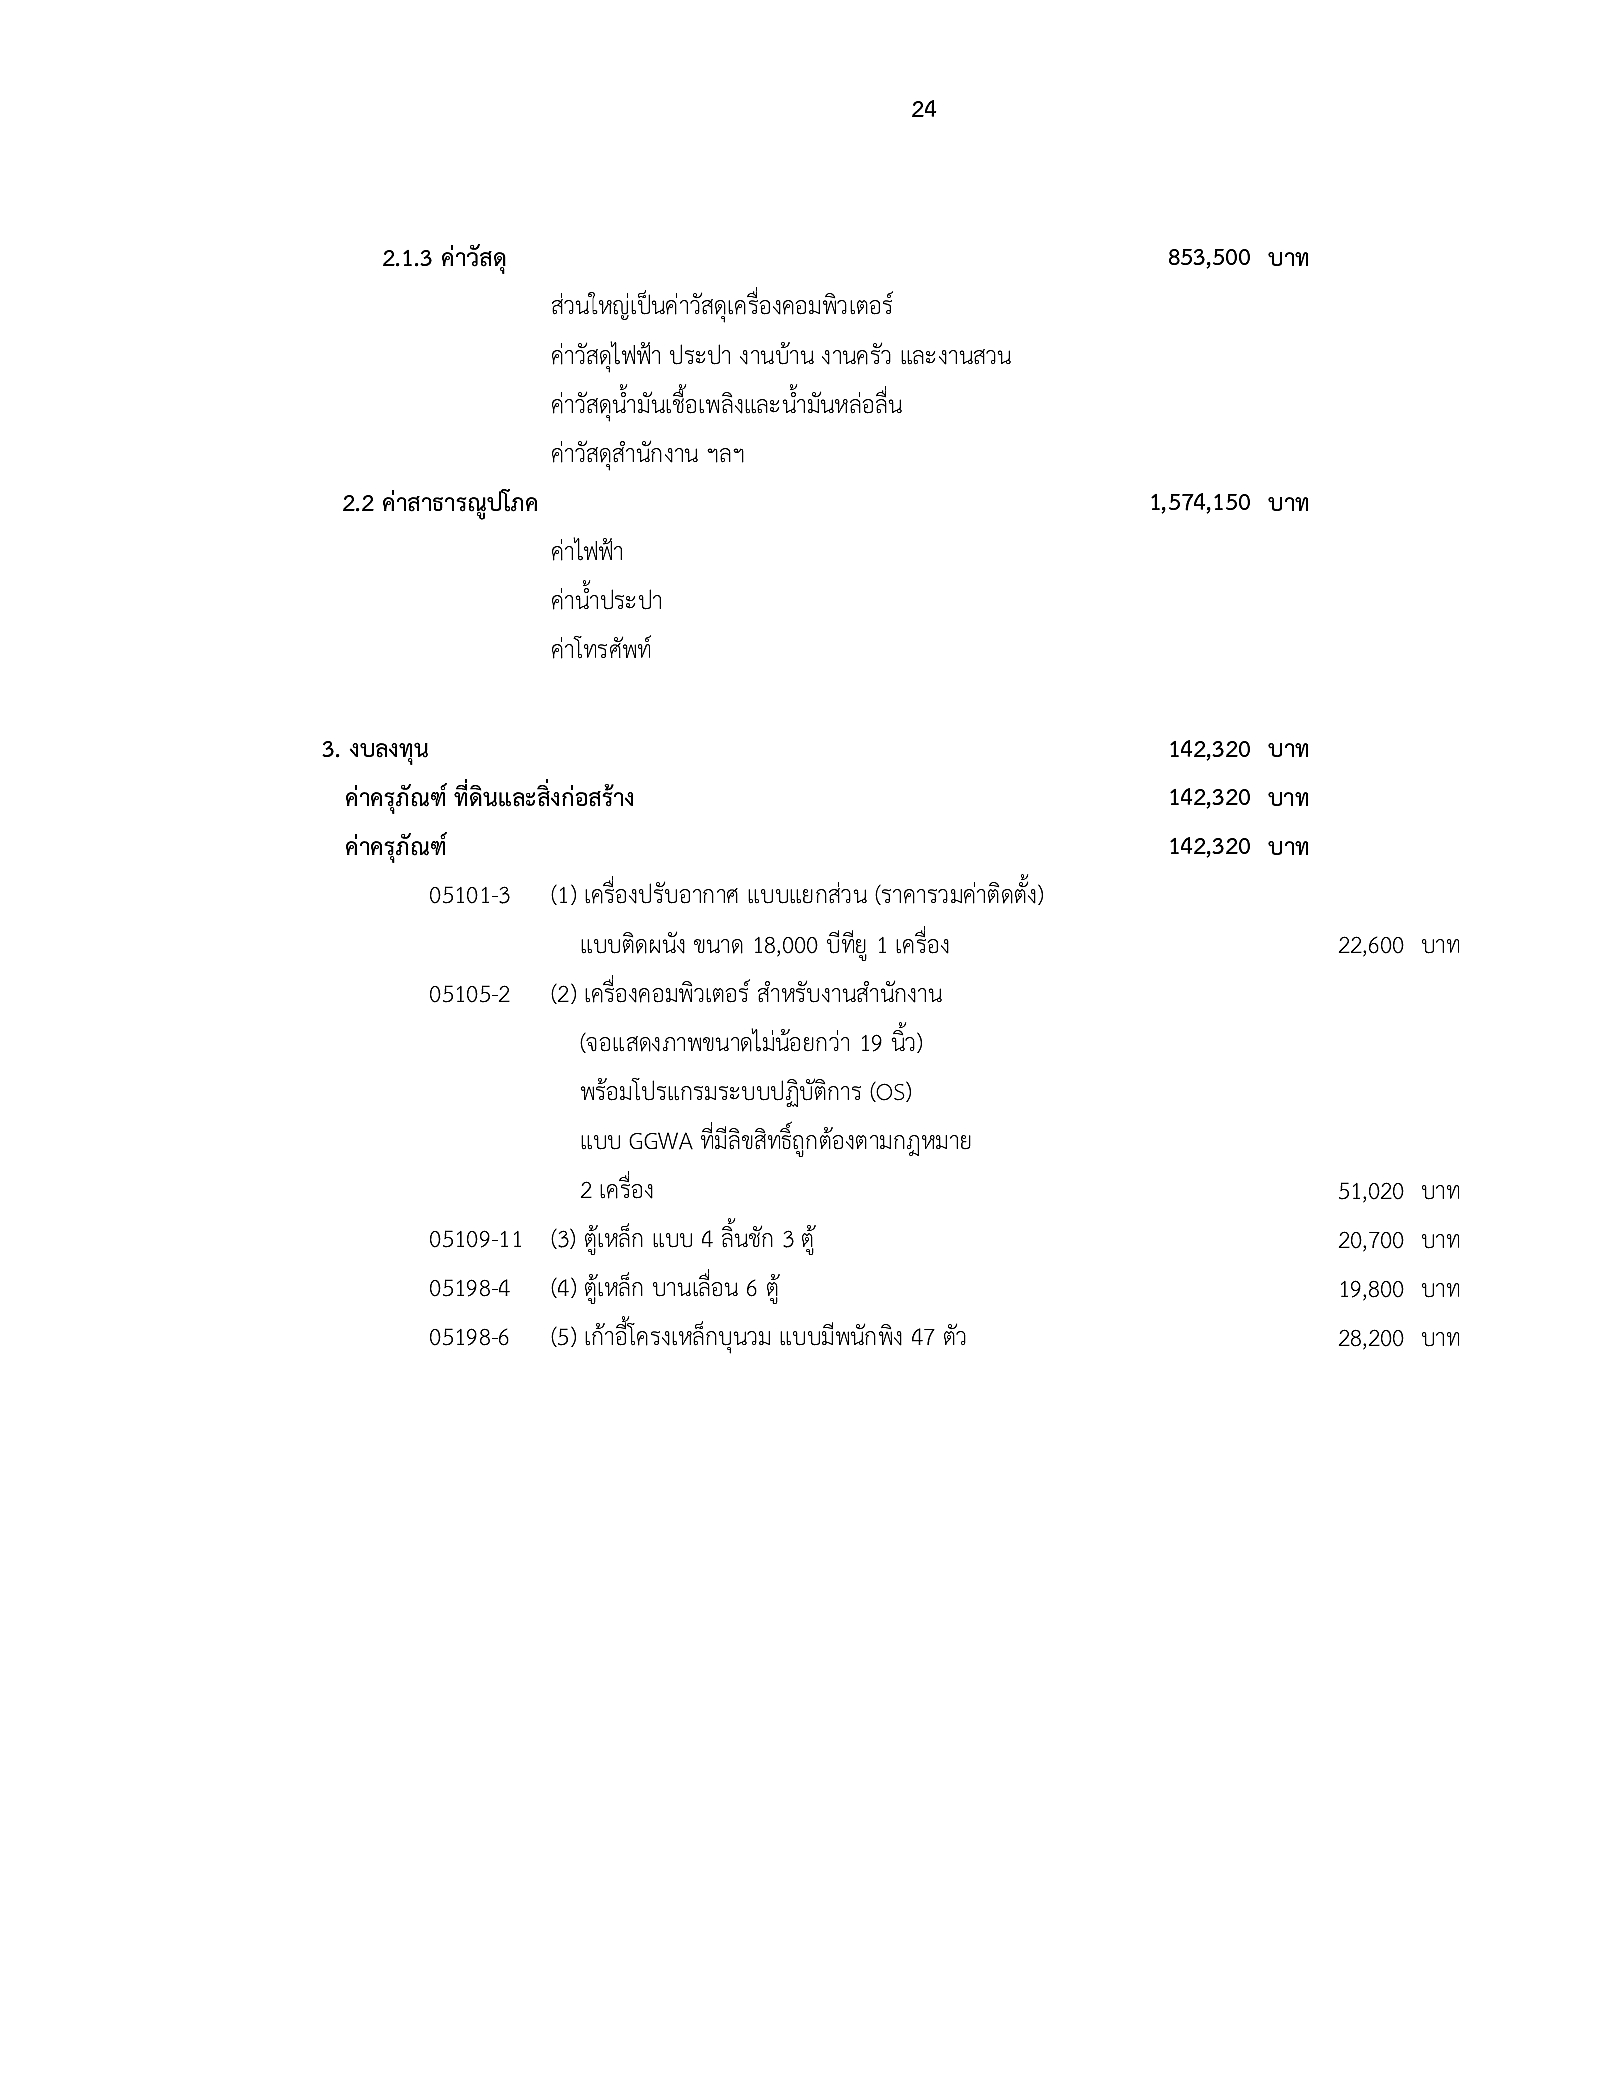 24
2.1.3 ค่าวัสดุ 853,500 บาท
ส่วนใหญ่เป็นค่าวัสดุเครื่องคอมพิวเตอร์
ค่าวัสดุไฟฟ้า ประปา งานบ้าน งานครัว และงานสวน
ค่าวัสดุน้ำมันเชื้อเพลิงและน้ำมันหล่อลื่น
ค่าวัสดุสำนักงาน ฯลฯ
2.2 ค่าสาธารณูปโภค 1,574,150 บาท
ค่าไฟฟ้า
ค่าน้ำประปา
ค่าโทรศัพท์
3. งบลงทุน 142,320 บาท
ค่าครุภัณฑ์ ที่ดินและสิ่งก่อสร้าง 142,320 บาท
ค่าครุภัณฑ์ 142,320 บาท
05101-3 (1) เครื่องปรับอากาศ แบบแยกส่วน (ราคารวมค่าติดตั้ง)
แบบติดผนัง ขนาด 18,000 บีทียู 1 เครื่อง 22,600 บาท
05105-2 (2) เครื่องคอมพิวเตอร์ สำหรับงานสำนักงาน
(จอแสดงภาพขนาดไม่น้อยกว่า 19 นิ้ว)
พร้อมโปรแกรมระบบปฏิบัติการ (OS)
แบบ GGWA ที่มีลิขสิทธิ์ถูกต้องตามกฎหมาย
2 เครื่อง 51,020 บาท
05109-11 (3) ตู้เหล็ก แบบ 4 ลิ้นชัก 3 ตู้ 20,700 บาท
05198-4 (4) ตู้เหล็ก บานเลื่อน 6 ตู้ 19,800 บาท
05198-6 (5) เก้าอี้โครงเหล็กบุนวม แบบมีพนักพิง 47 ตัว 28,200 บาท